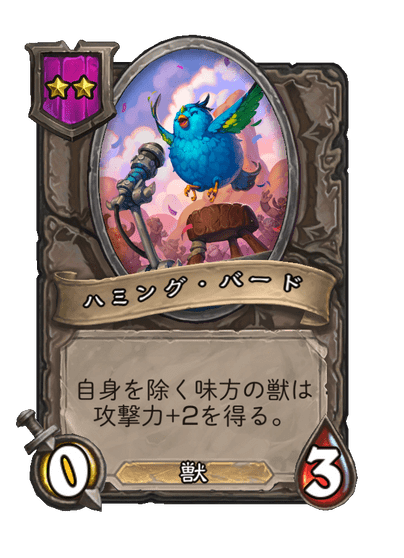 ハミング・バード
自身を除く味方の獣は
攻撃力+2を得る。
獣
0
3